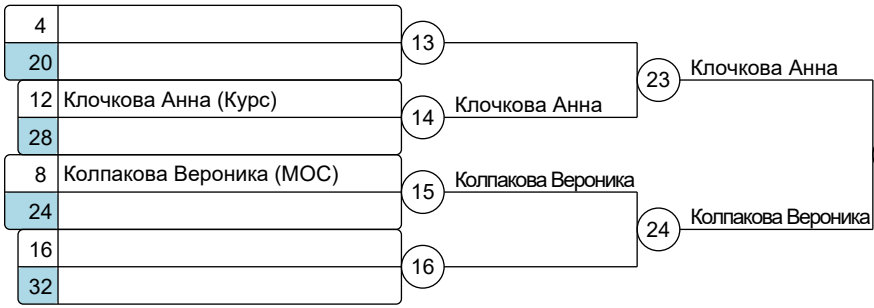 4
13
20
23 Клочкова Анна
12 Клочкова Анна (Курс)
14 Клочкова Анна
28
8 Колпакова Вероника (МОС)
15 Колпакова Вероника
24
24 Колпакова Вероника
16
16
32